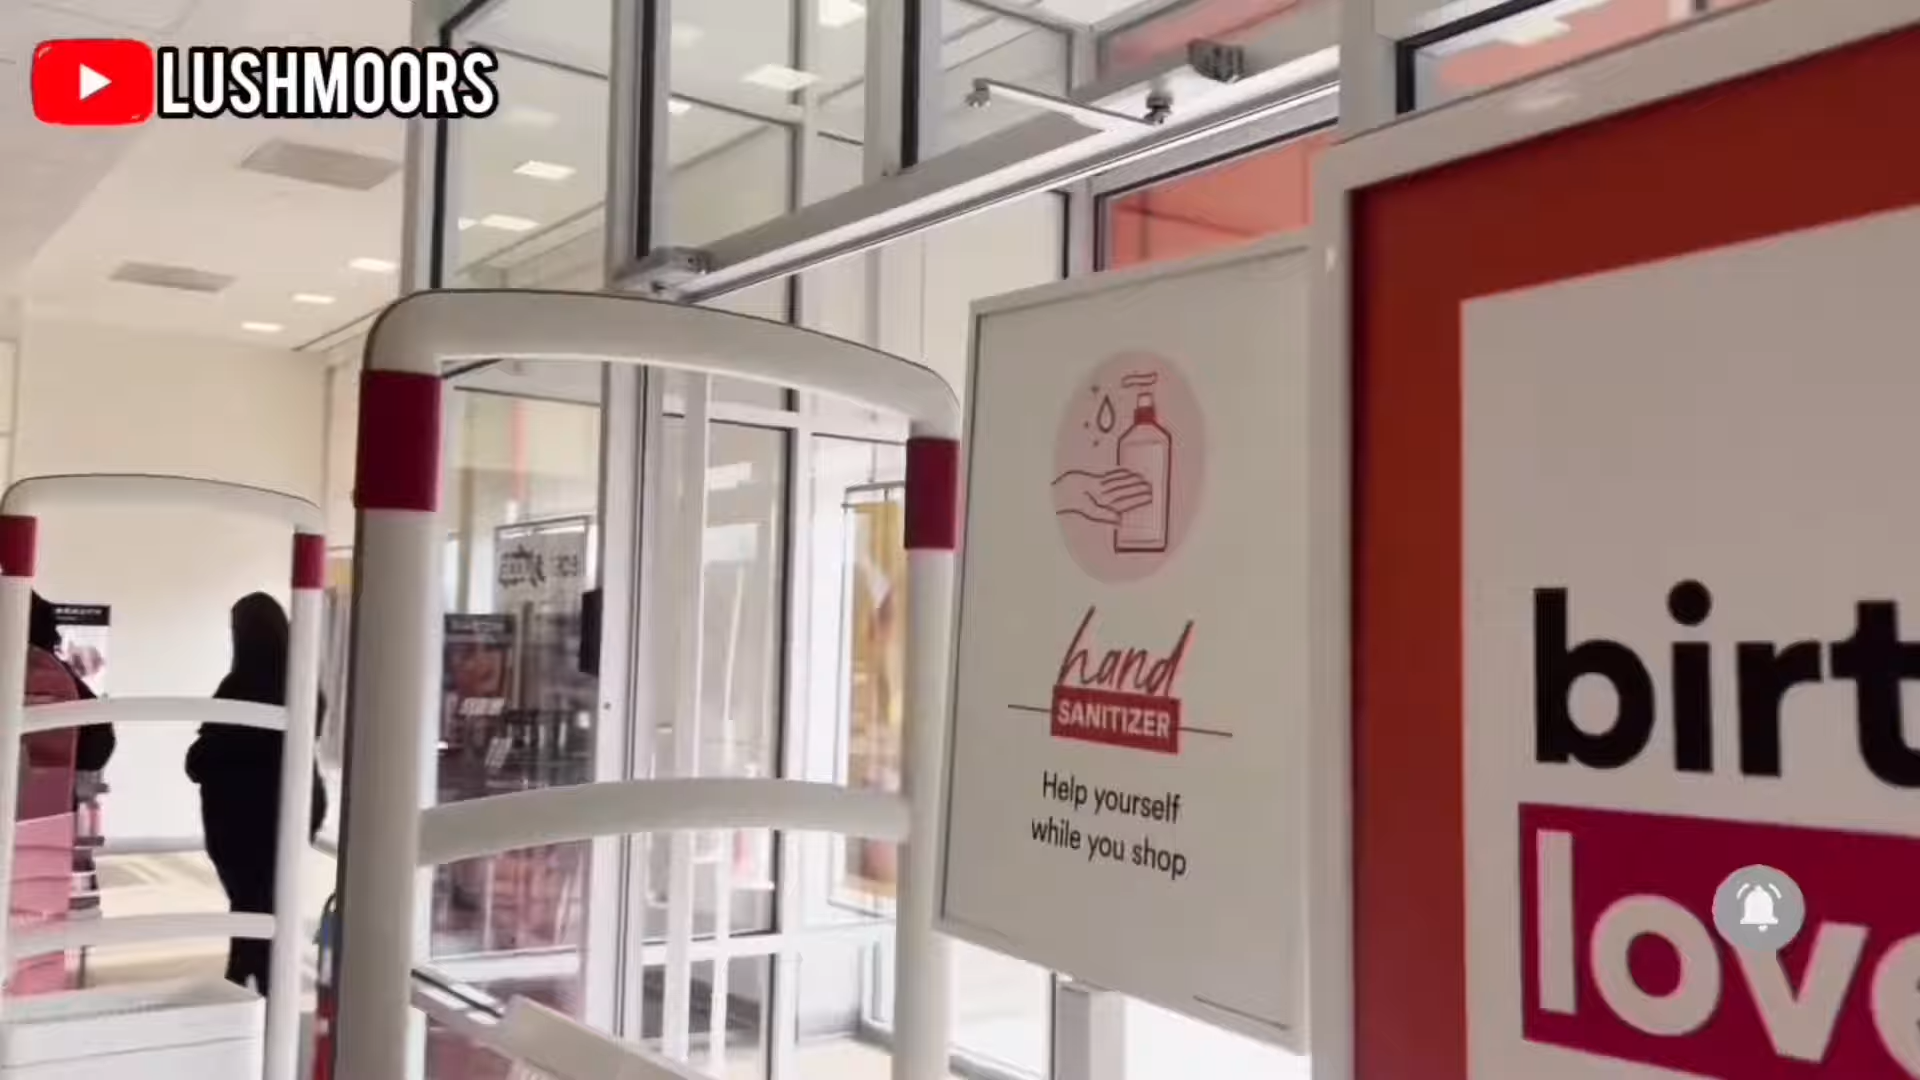 LUSHMOORS
hand
SANITIZER
Help yourself
while you shop
birt
love